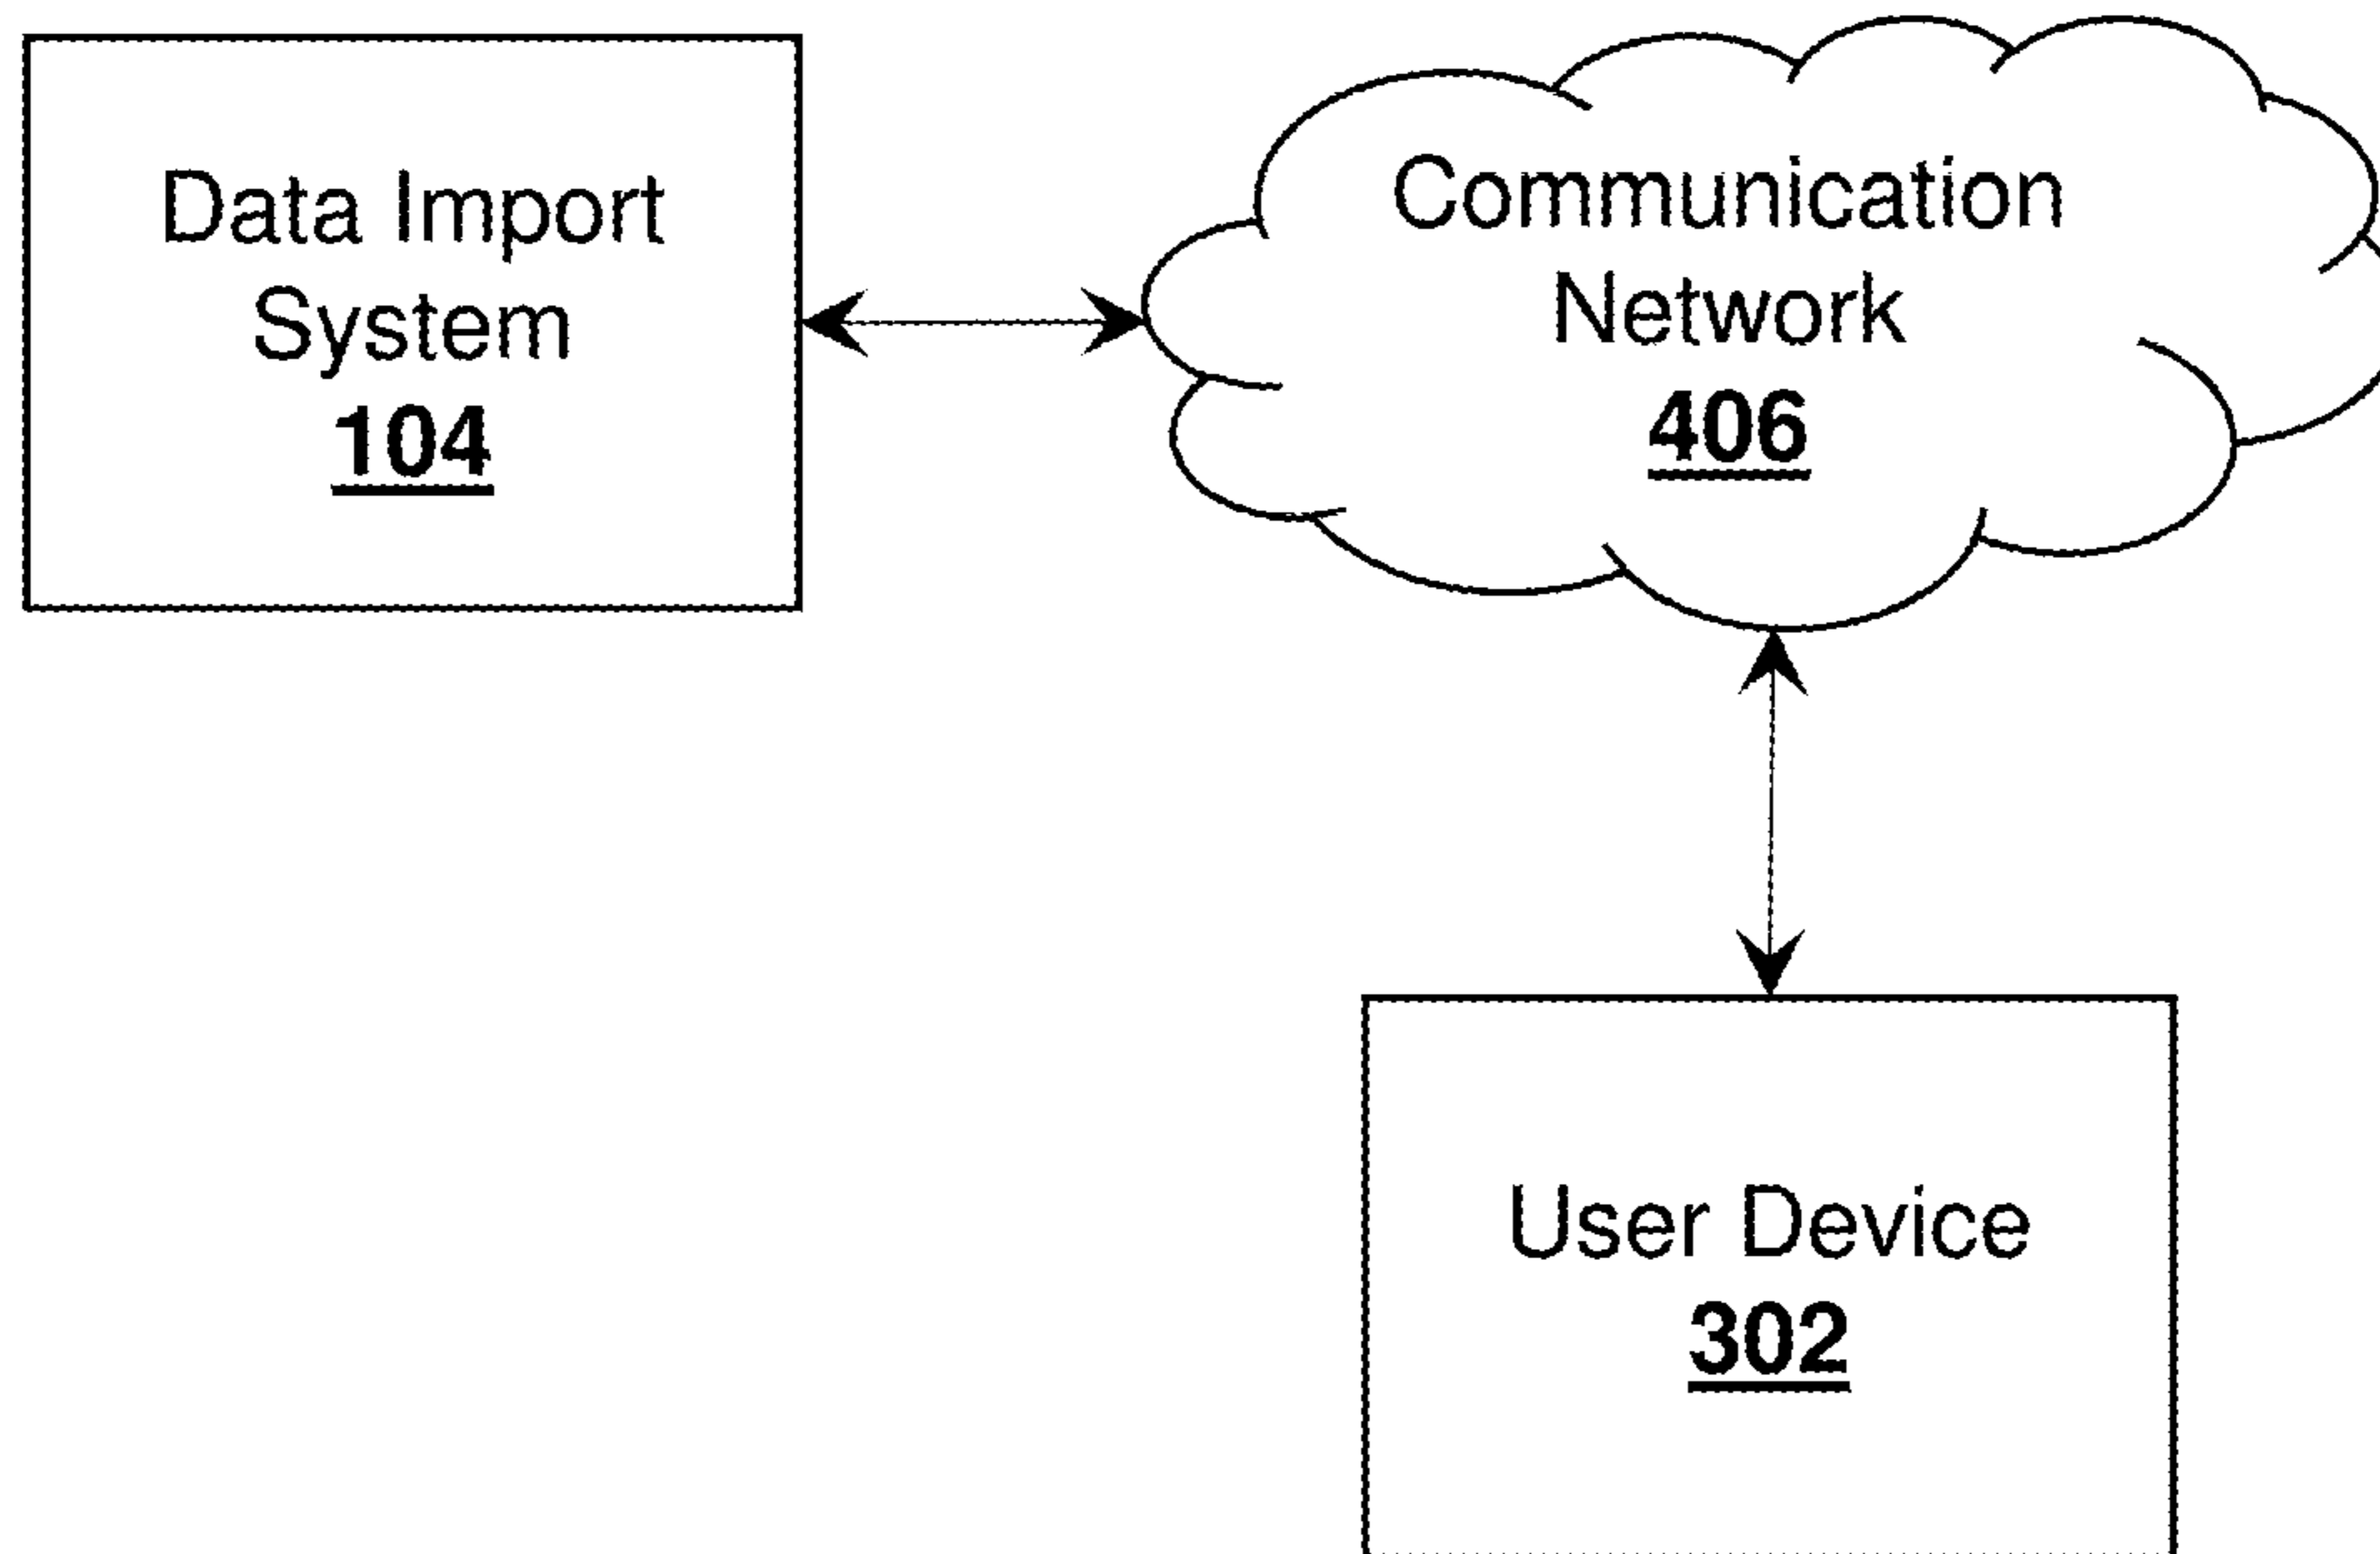 Data Import
System
104
Communication
Network
406
User Device
302